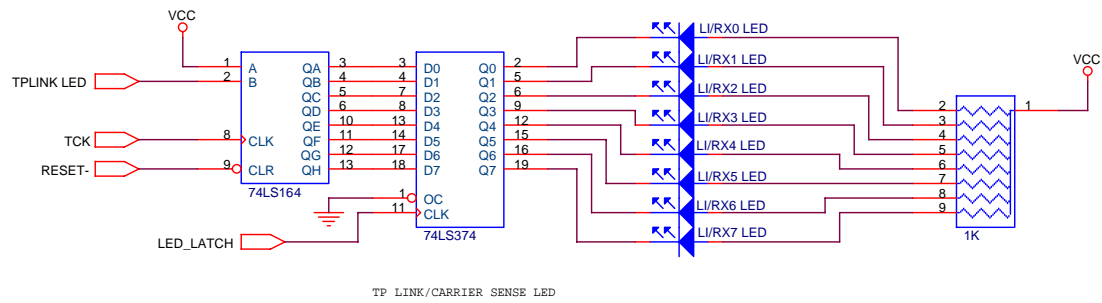 VCC
TPLINK LED
TCK
RESET-
LED_LATCH
1 A QA 3
2 B QB 4
QC 5
QD 6
QE 10
8 CLK QF 11
QG 12
9 CLR QH 13
74LS164
3 D0 Q0 2
4 D1 Q1 5
7 D2 Q2 6
8 D3 Q3 9
13 D4 Q4 12
14 D5 Q5 15
17 D6 Q6 16
18 D7 Q7 19
1 OC
11 CLK
74LS374
LI/RX0 LED
LI/RX1 LED
LI/RX2 LED
LI/RX3 LED
LI/RX4 LED
LI/RX5 LED
LI/RX6 LED
LI/RX7 LED
VCC
2 1
3
4
5
6
7
8
9
1K
TP LINK/CARRIER SENSE LED